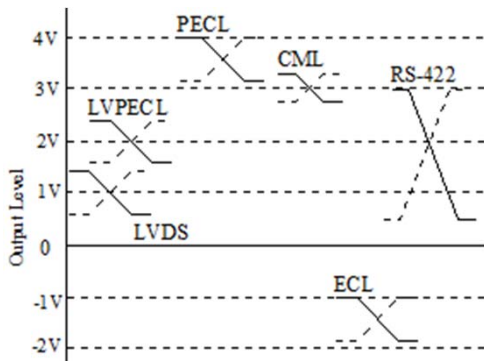 PECL
4V
CML
RS-422
3V
LVPECL
2V
1V
LVDS
0
ECL
-1V
-2V
Output Level